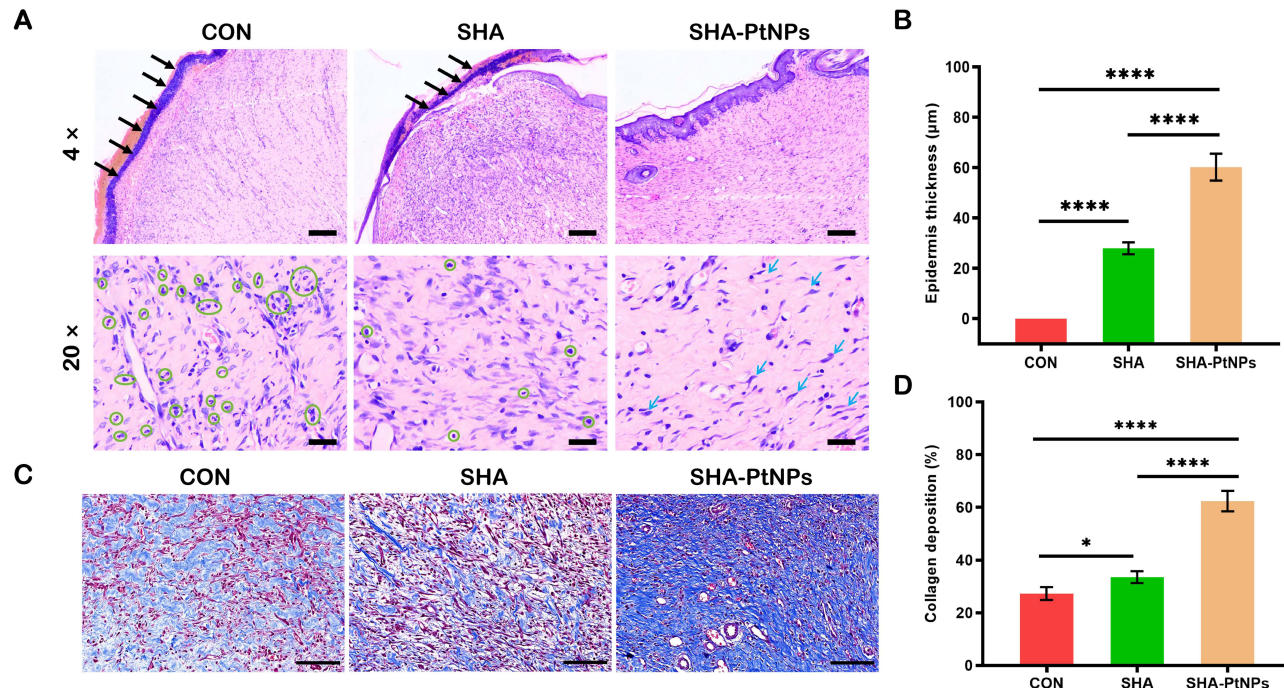 A
CON
SHA
SHA-PtNPs
4 ×
20 ×
B
Epidermis thickness (µm)
100
80
60
40
20
0
****
****
****
CON
SHA
SHA-PtNPs
C
CON
SHA
SHA-PtNPs
D
Collagen deposition (%)
100
80
60
40
20
0
****
****
*
CON
SHA
SHA-PtNPs